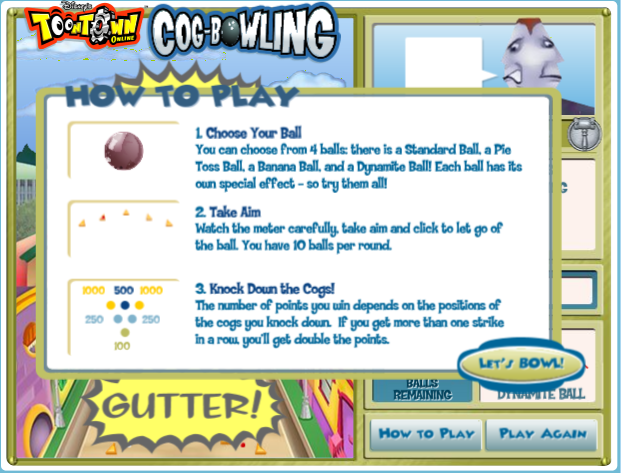 Disney's
TOONTOWN
ONLINE
COG-BOWLING
HOW TO PLAY
1. Choose Your Ball
You can choose from 4 balls: there is a Standard Ball, a Pie
Toss Ball, a Banana Ball, and a Dynamite Ball! Each ball has its
own special effect - so try them all!
2. Take Aim
Watch the meter carefully, take aim and click to let go of
the ball. You have 10 balls per round.
1000 500 1000
250 250
100
3. Knock Down the Cogs!
The number of points you win depends on the positions of
the cogs you knock down. If you get more than one strike
in a row, you'll get double the points.
LET'S BOWL!
GUTTER!
BALLS
REMAINING
DYNAMITE BALL
HOW TO PLAY
PLAY AGAIN